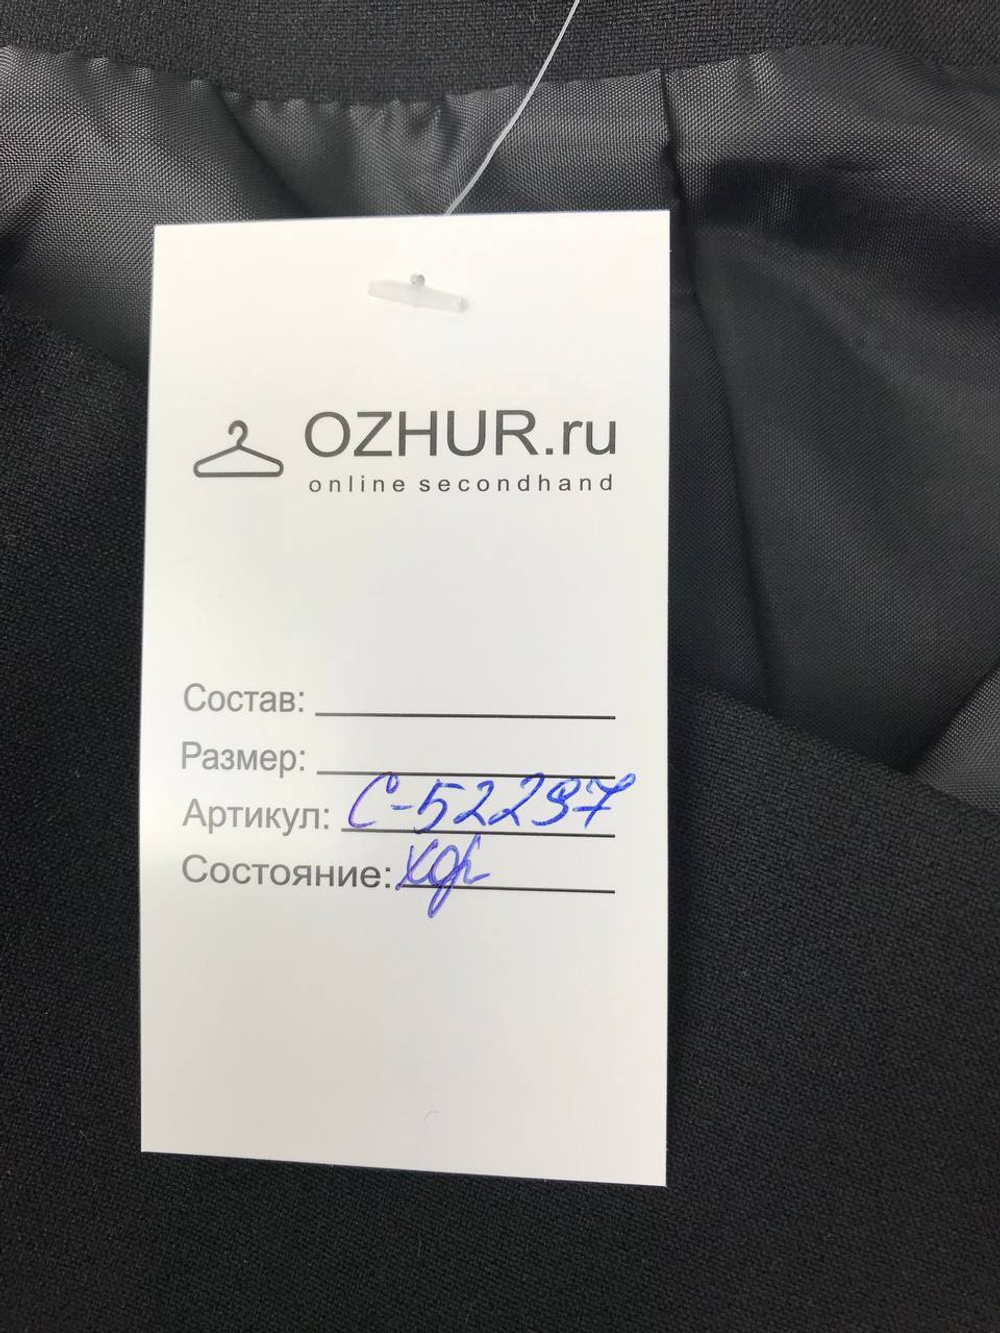 OZHUR.ru
online secondhand
Состав:
Размер:
Артикул: С-52297
Состояние: хор